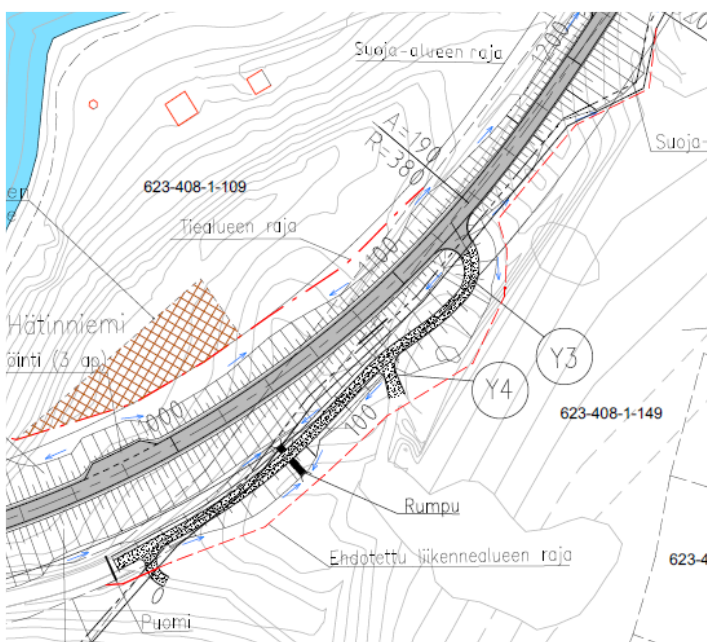 Suoja-alueen raja
1200
A=190
R=380
Suoja-
en
e
623-408-1-109
Tiealueen raja
1100
Hätinniemi
öinti (3 ap)
Y3
Y4
623-408-1-149
100
Rumpu
Ehdotettu liikennealueen raja
623-4
Puomi